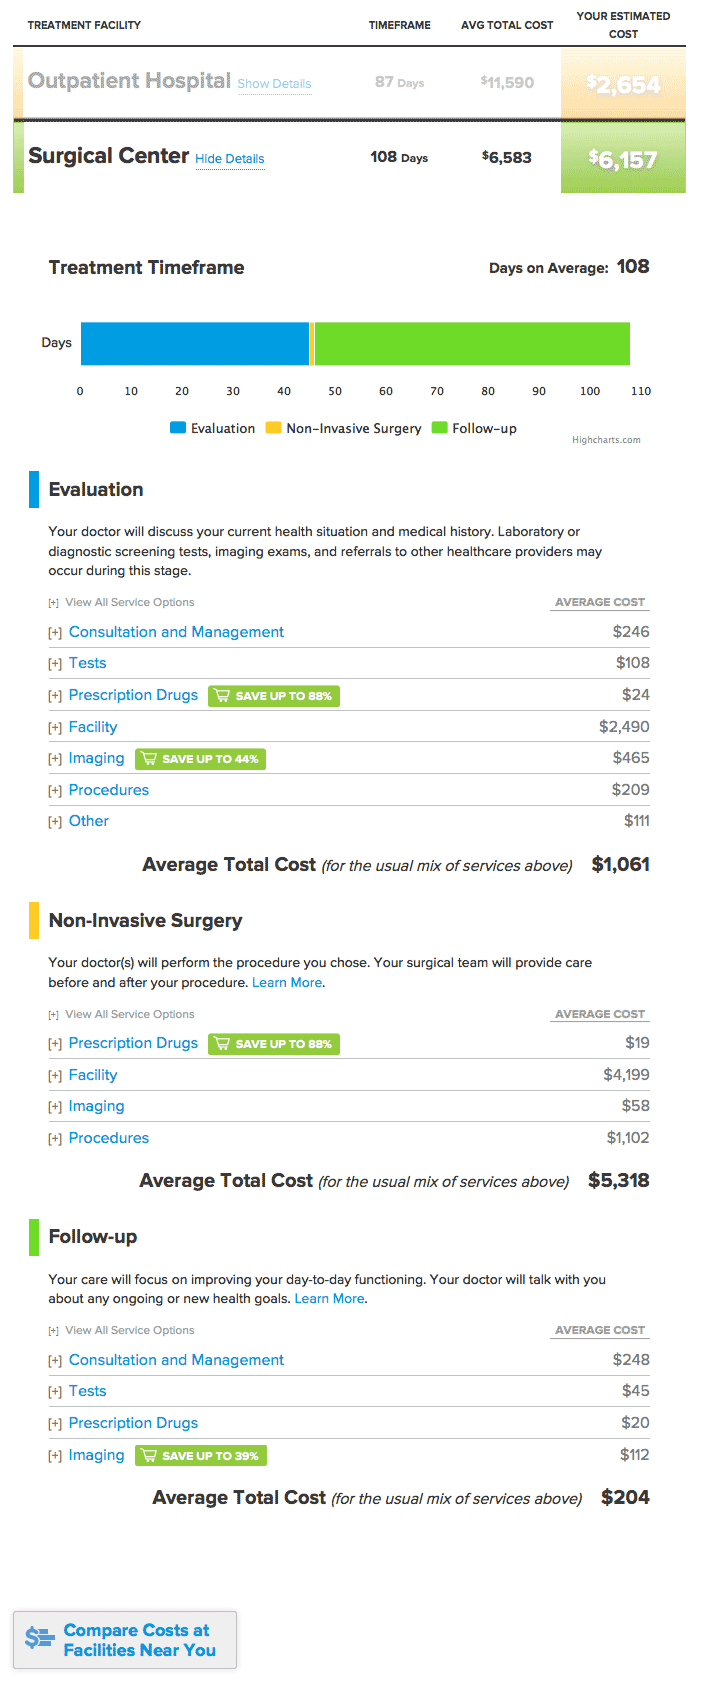 TREATMENT FACILITY TIMEFRAME AVG TOTAL COST YOUR ESTIMATED COST
Outpatient Hospital Show Details 87 Days $11,590 $2,654
Surgical Center Hide Details 108 Days $6,583 $6,157
Treatment Timeframe Days on Average: 108
Days
0 10 20 30 40 50 60 70 80 90 100 110
Evaluation Non-Invasive Surgery Follow-up
Highcharts.com
Evaluation
Your doctor will discuss your current health situation and medical history. Laboratory or
diagnostic screening tests, imaging exams, and referrals to other healthcare providers may
occur during this stage.
[+] View All Service Options AVERAGE COST
[+] Consultation and Management $246
[+] Tests $108
[+] Prescription Drugs SAVE UP TO 88% $24
[+] Facility $2,490
[+] Imaging SAVE UP TO 44% $465
[+] Procedures $209
[+] Other $111
Average Total Cost (for the usual mix of services above) $1,061
Non-Invasive Surgery
Your doctor(s) will perform the procedure you chose. Your surgical team will provide care
before and after your procedure. Learn More.
[+] View All Service Options AVERAGE COST
[+] Prescription Drugs SAVE UP TO 88% $19
[+] Facility $4,199
[+] Imaging $58
[+] Procedures $1,102
Average Total Cost (for the usual mix of services above) $5,318
Follow-up
Your care will focus on improving your day-to-day functioning. Your doctor will talk with you
about any ongoing or new health goals. Learn More.
[+] View All Service Options AVERAGE COST
[+] Consultation and Management $248
[+] Tests $45
[+] Prescription Drugs $20
[+] Imaging SAVE UP TO 39% $112
Average Total Cost (for the usual mix of services above) $204
Compare Costs at
Facilities Near You